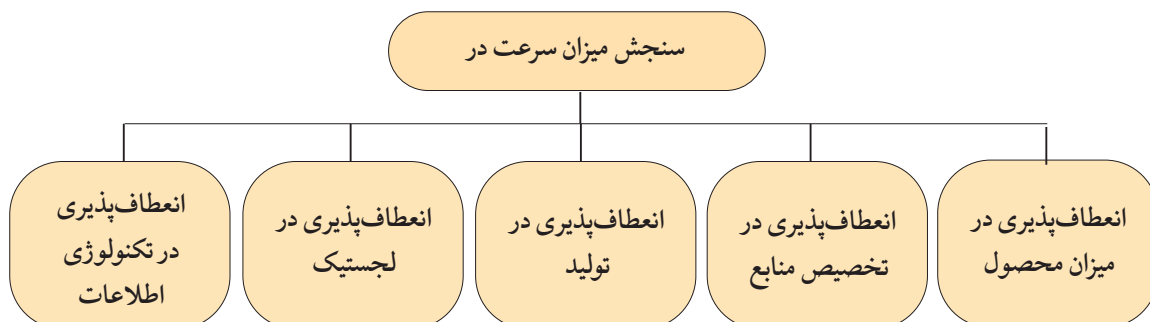 سنجش میزان سرعت در
انعطاف‌پذیری در
میزان محصول
انعطاف‌پذیری در
تخصیص منابع
انعطاف‌پذیری در
تولید
انعطاف‌پذیری در
لجستیک
انعطاف‌پذیری
در تکنولوژی
اطلاعات